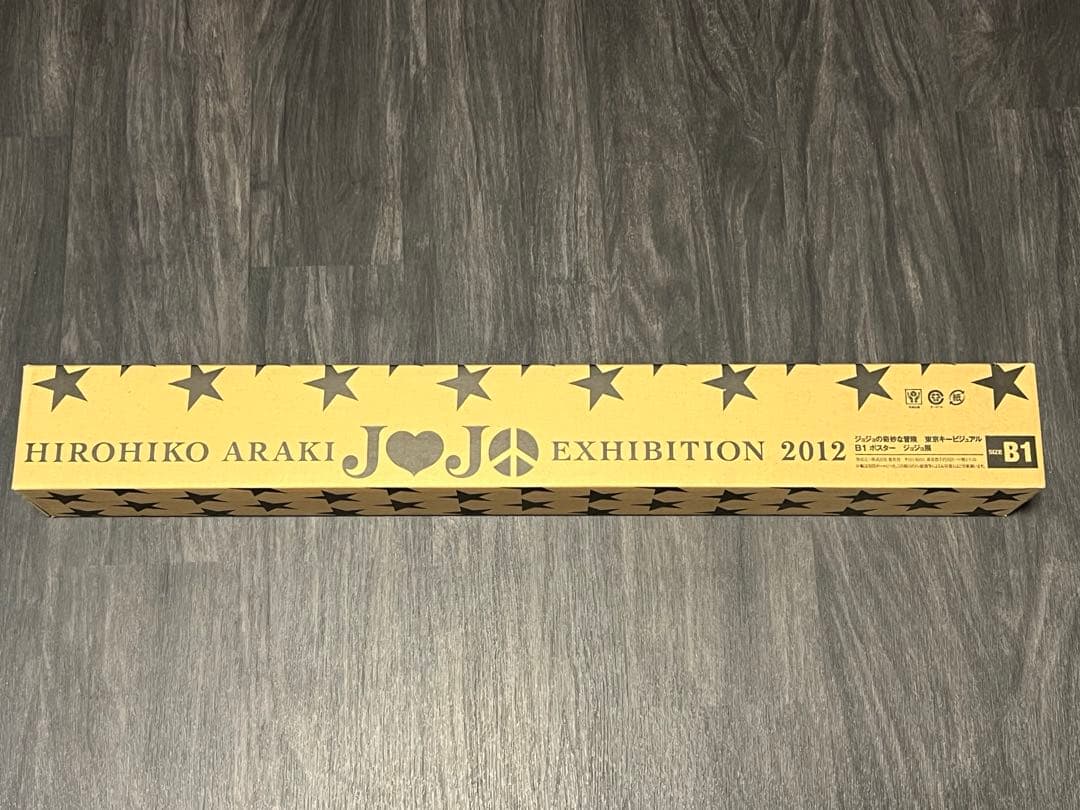 HIROHIKO ARAKI J♥J☮ EXHIBITION 2012
ジョジョの奇妙な冒険 東京キービジュアル
B1 ポスター ジョジョ展
SIZE B1
紙